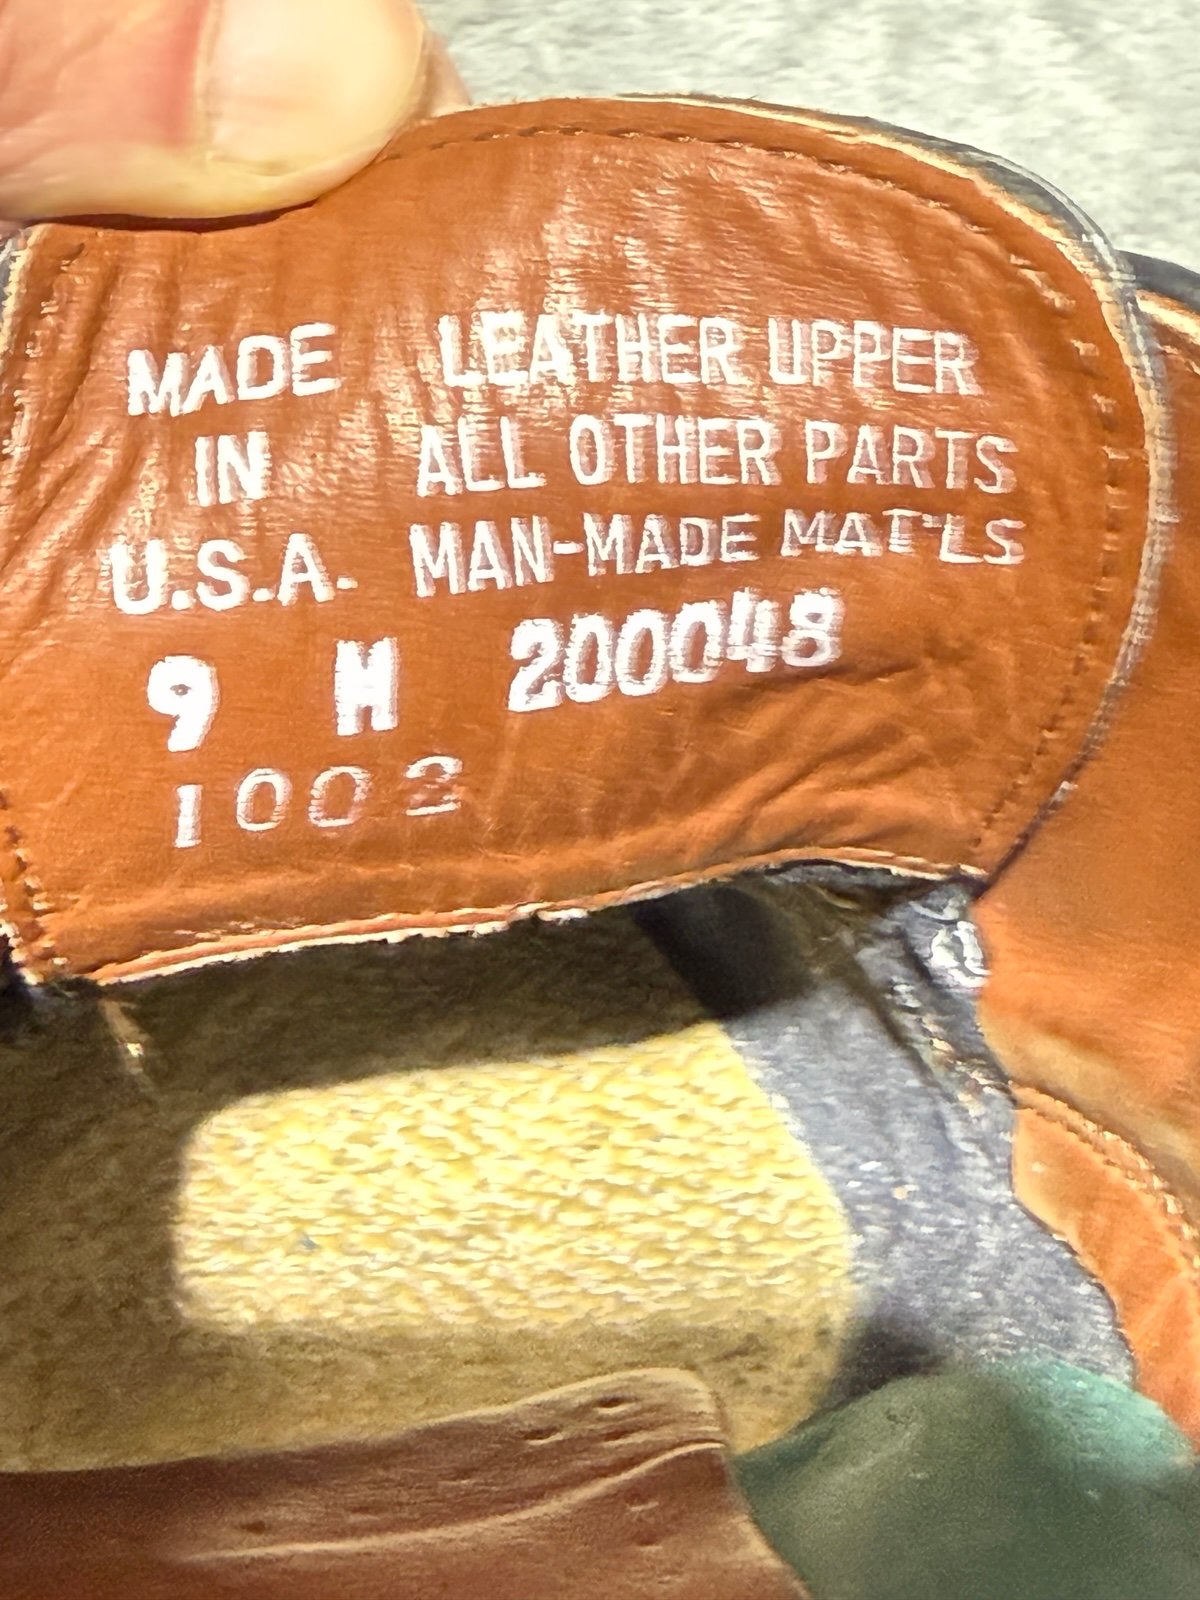 MADE LEATHER UPPER
IN ALL OTHER PARTS
U.S.A. MAN-MADE MAT'LS
9 M 200048
1002